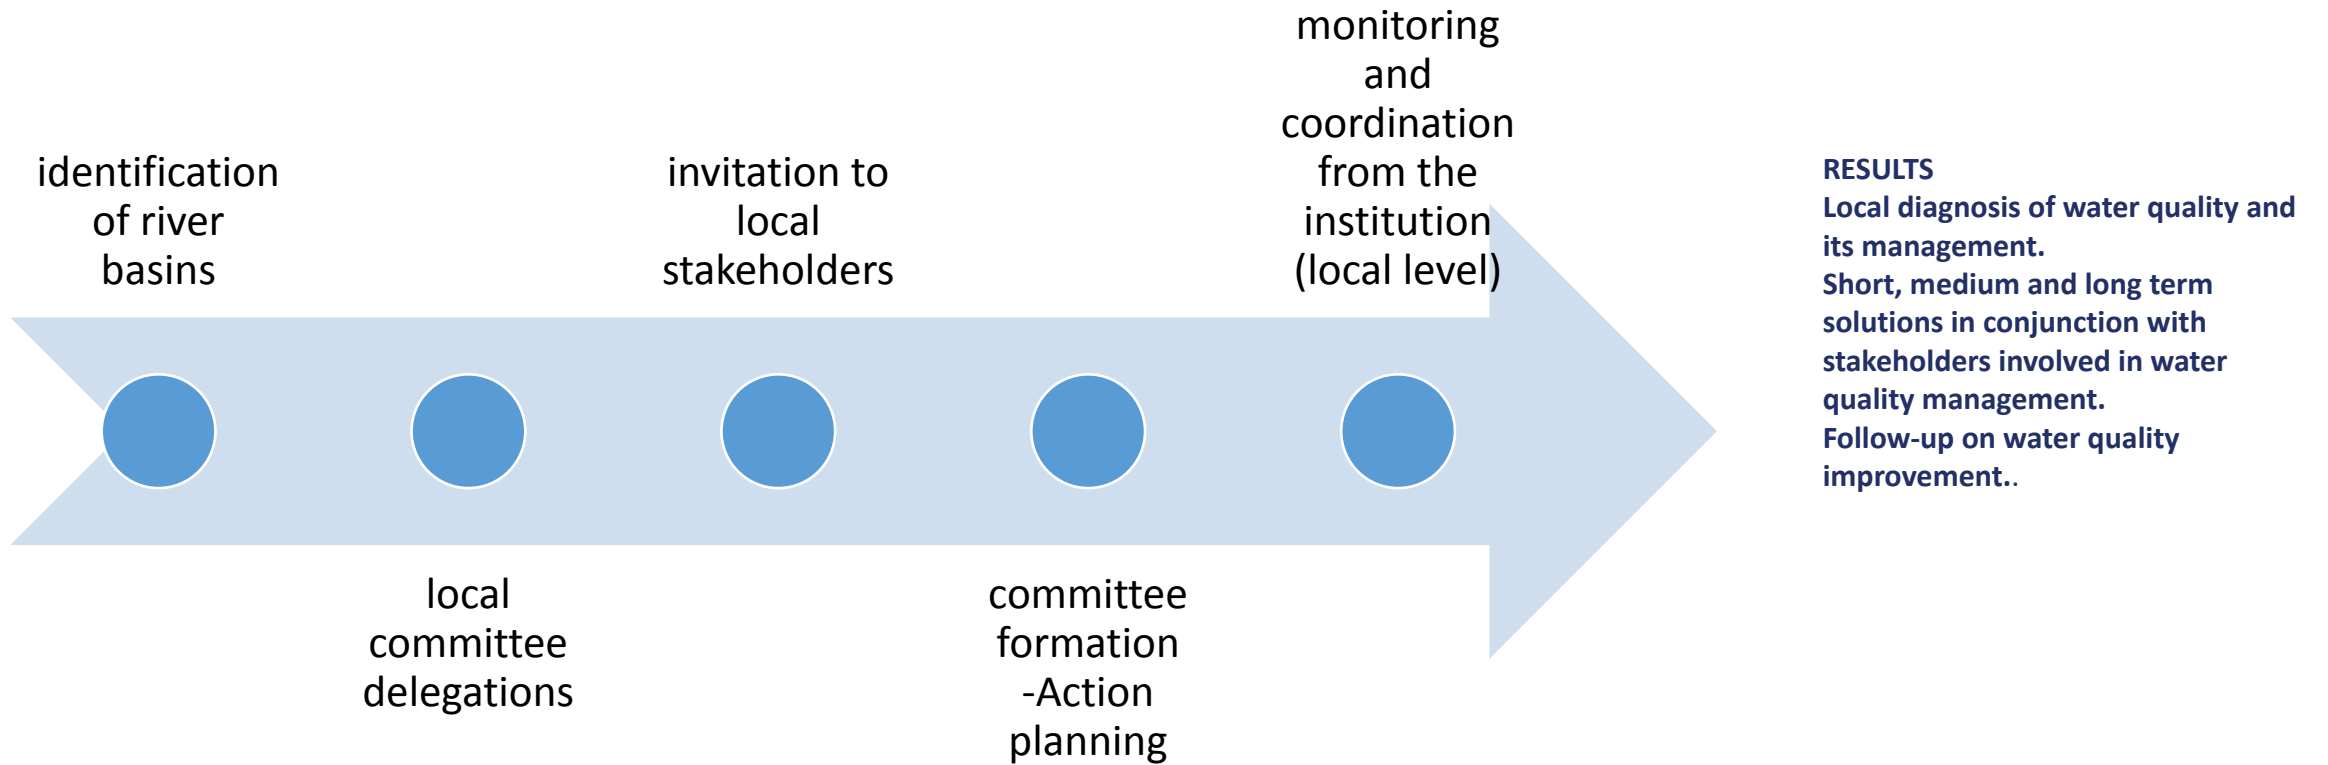 identification
of river
basins
local
committee
delegations
invitation to
local
stakeholders
committee
formation
-Action
planning
monitoring
and
coordination
from the
institution
(local level)
RESULTS
Local diagnosis of water quality and
its management.
Short, medium and long term
solutions in conjunction with
stakeholders involved in water
quality management.
Follow-up on water quality
improvement..